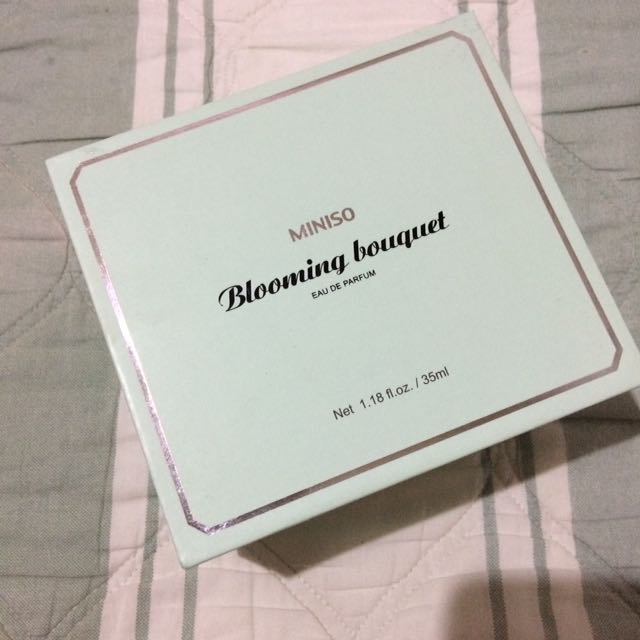 MINISO
Blooming bouquet
EAU DE PARFUM
Net 1.18 fl.oz. / 35ml